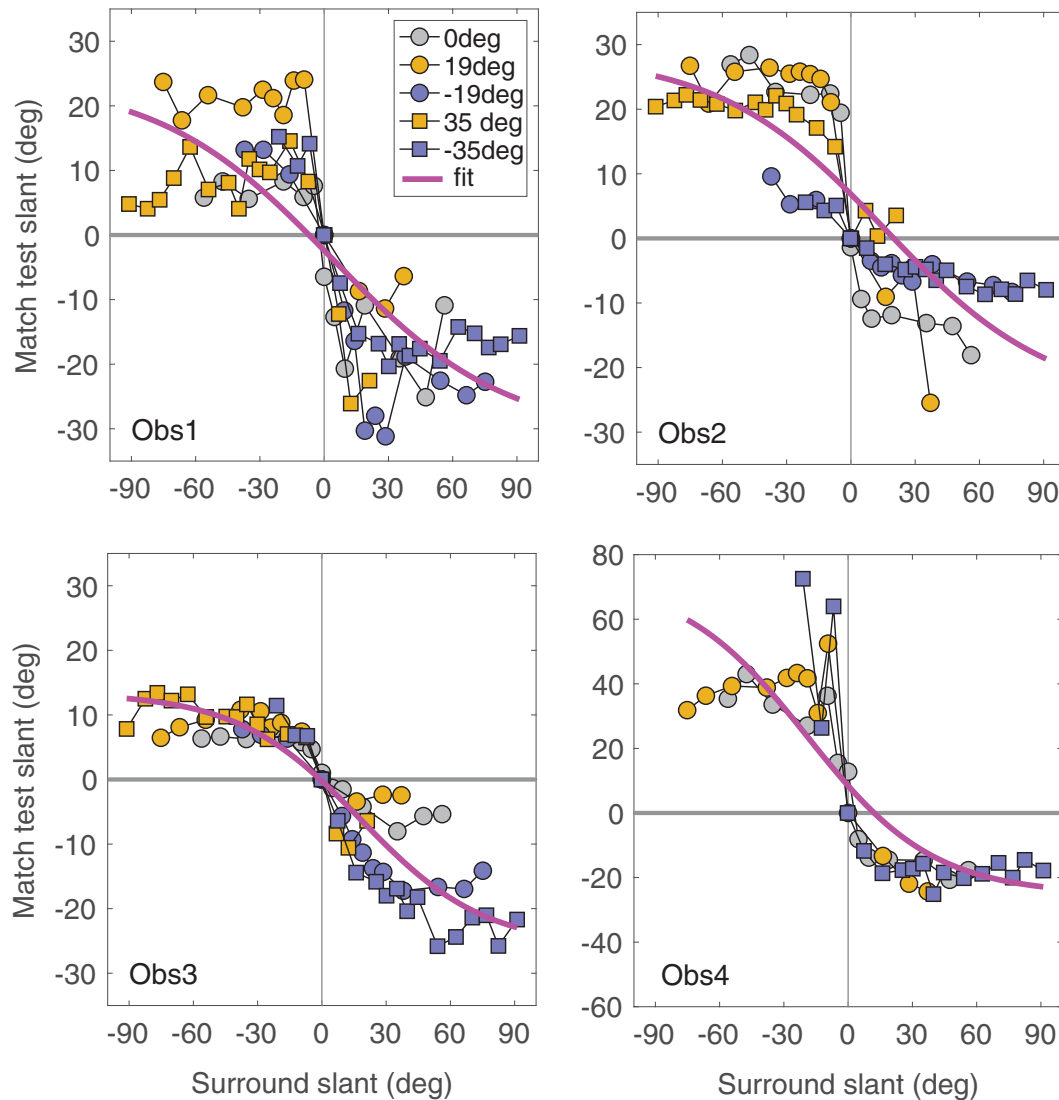 30
20
10
0
-10
-20
-30
Match test slant (deg)
-90 -60 -30 0 30 60 90
Obs1
0deg
19deg
-19deg
35 deg
-35deg
fit
30
20
10
0
-10
-20
-30
-90 -60 -30 0 30 60 90
Obs2
30
20
10
0
-10
-20
-30
Match test slant (deg)
-90 -60 -30 0 30 60 90
Surround slant (deg)
Obs3
80
60
40
20
0
-20
-40
-60
-90 -60 -30 0 30 60 90
Surround slant (deg)
Obs4